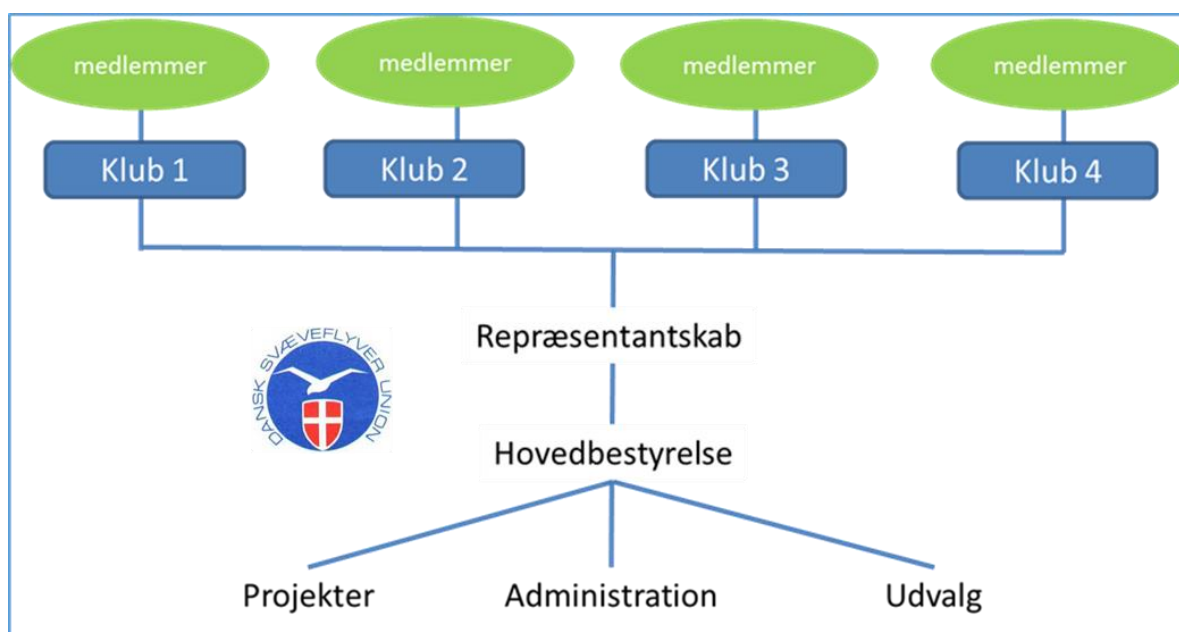 medlemmer medlemmer medlemmer medlemmer
Klub 1 Klub 2 Klub 3 Klub 4
Repræsentantskab
DANSK SVÆVEFLYVER UNION
Hovedbestyrelse
Projekter Administration Udvalg